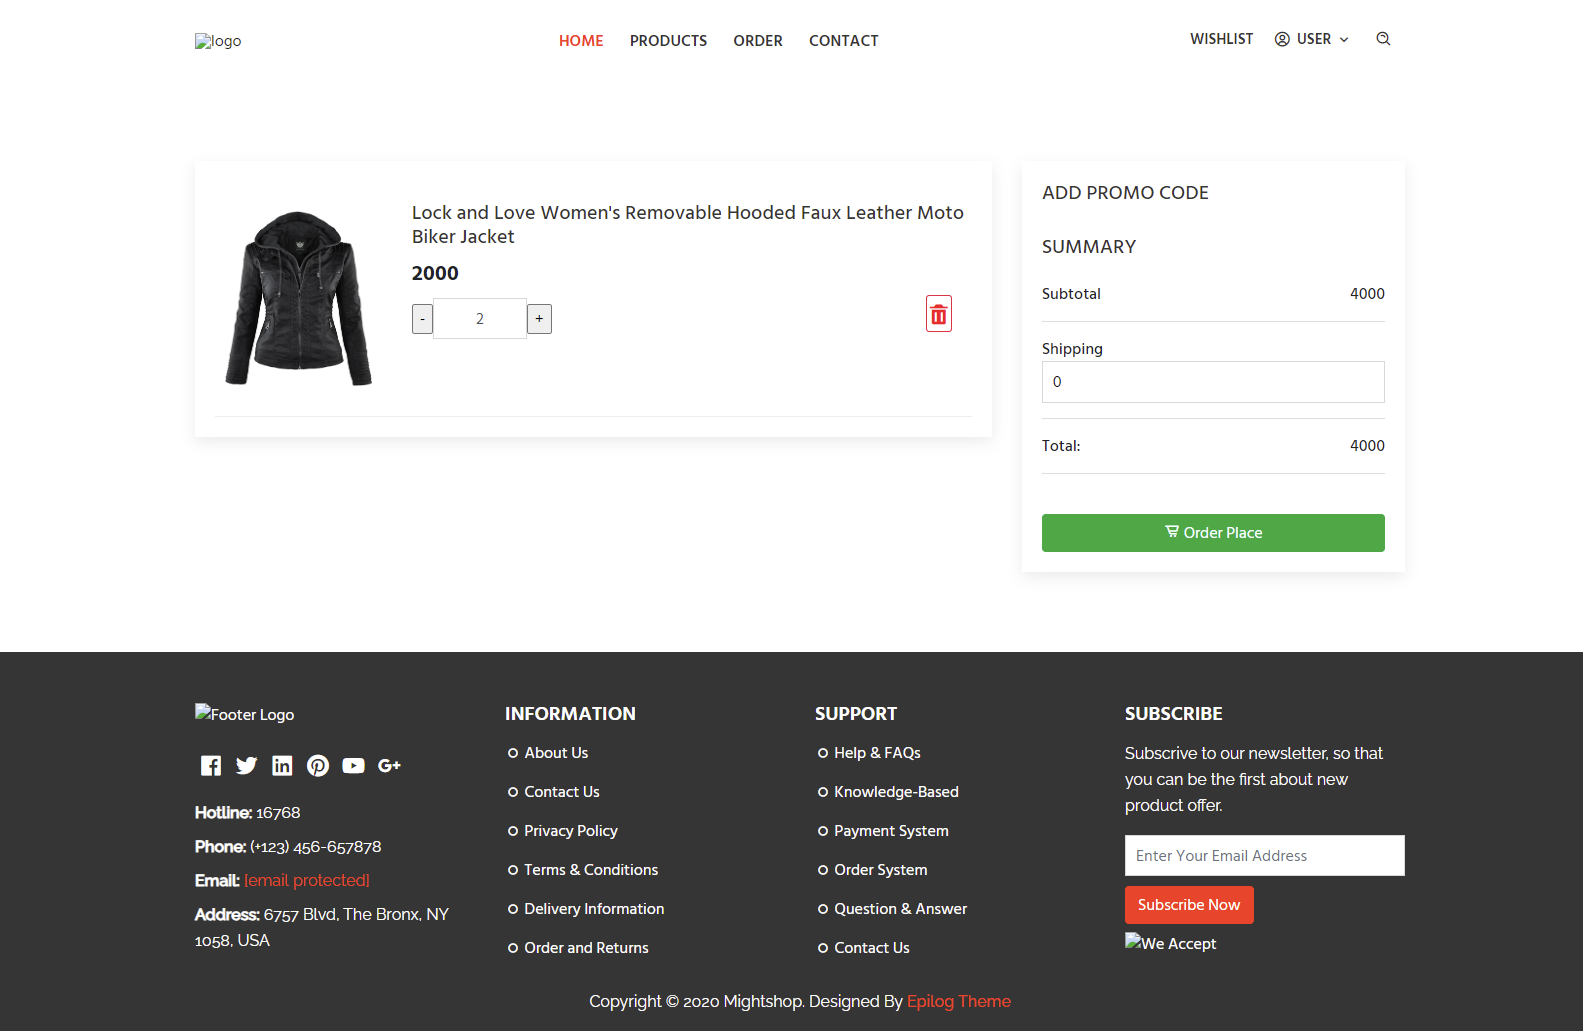 logo
HOME PRODUCTS ORDER CONTACT
WISHLIST USER
Lock and Love Women's Removable Hooded Faux Leather Moto
Biker Jacket
2000
- 2 +
ADD PROMO CODE
SUMMARY
Subtotal 4000
Shipping
0
Total: 4000
Order Place
Footer Logo
Hotline: 16768
Phone: (+123) 456-657878
Email: [email protected]
Address: 6757 Blvd, The Bronx, NY
1058, USA
INFORMATION
About Us
Contact Us
Privacy Policy
Terms & Conditions
Delivery Information
Order and Returns
SUPPORT
Help & FAQs
Knowledge-Based
Payment System
Order System
Question & Answer
Contact Us
SUBSCRIBE
Subscrive to our newsletter, so that
you can be the first about new
product offer.
Enter Your Email Address
Subscribe Now
We Accept
Copyright © 2020 Mightshop. Designed By Epilog Theme